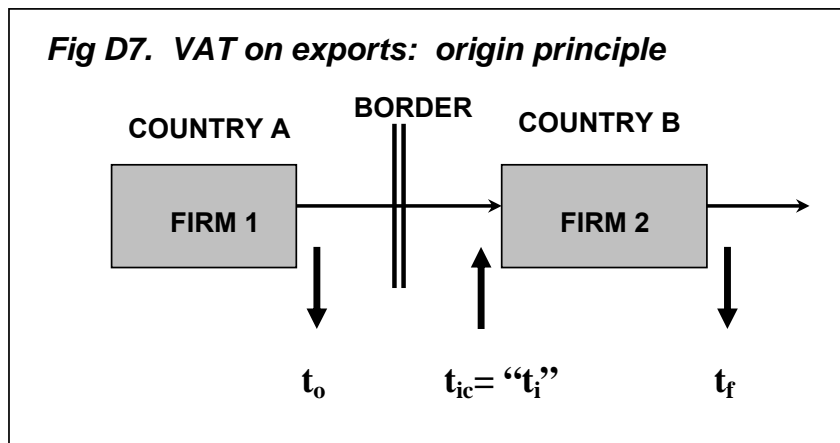 Fig D7. VAT on exports: origin principle
BORDER
COUNTRY A COUNTRY B
FIRM 1 FIRM 2
to tic= “ti” tf